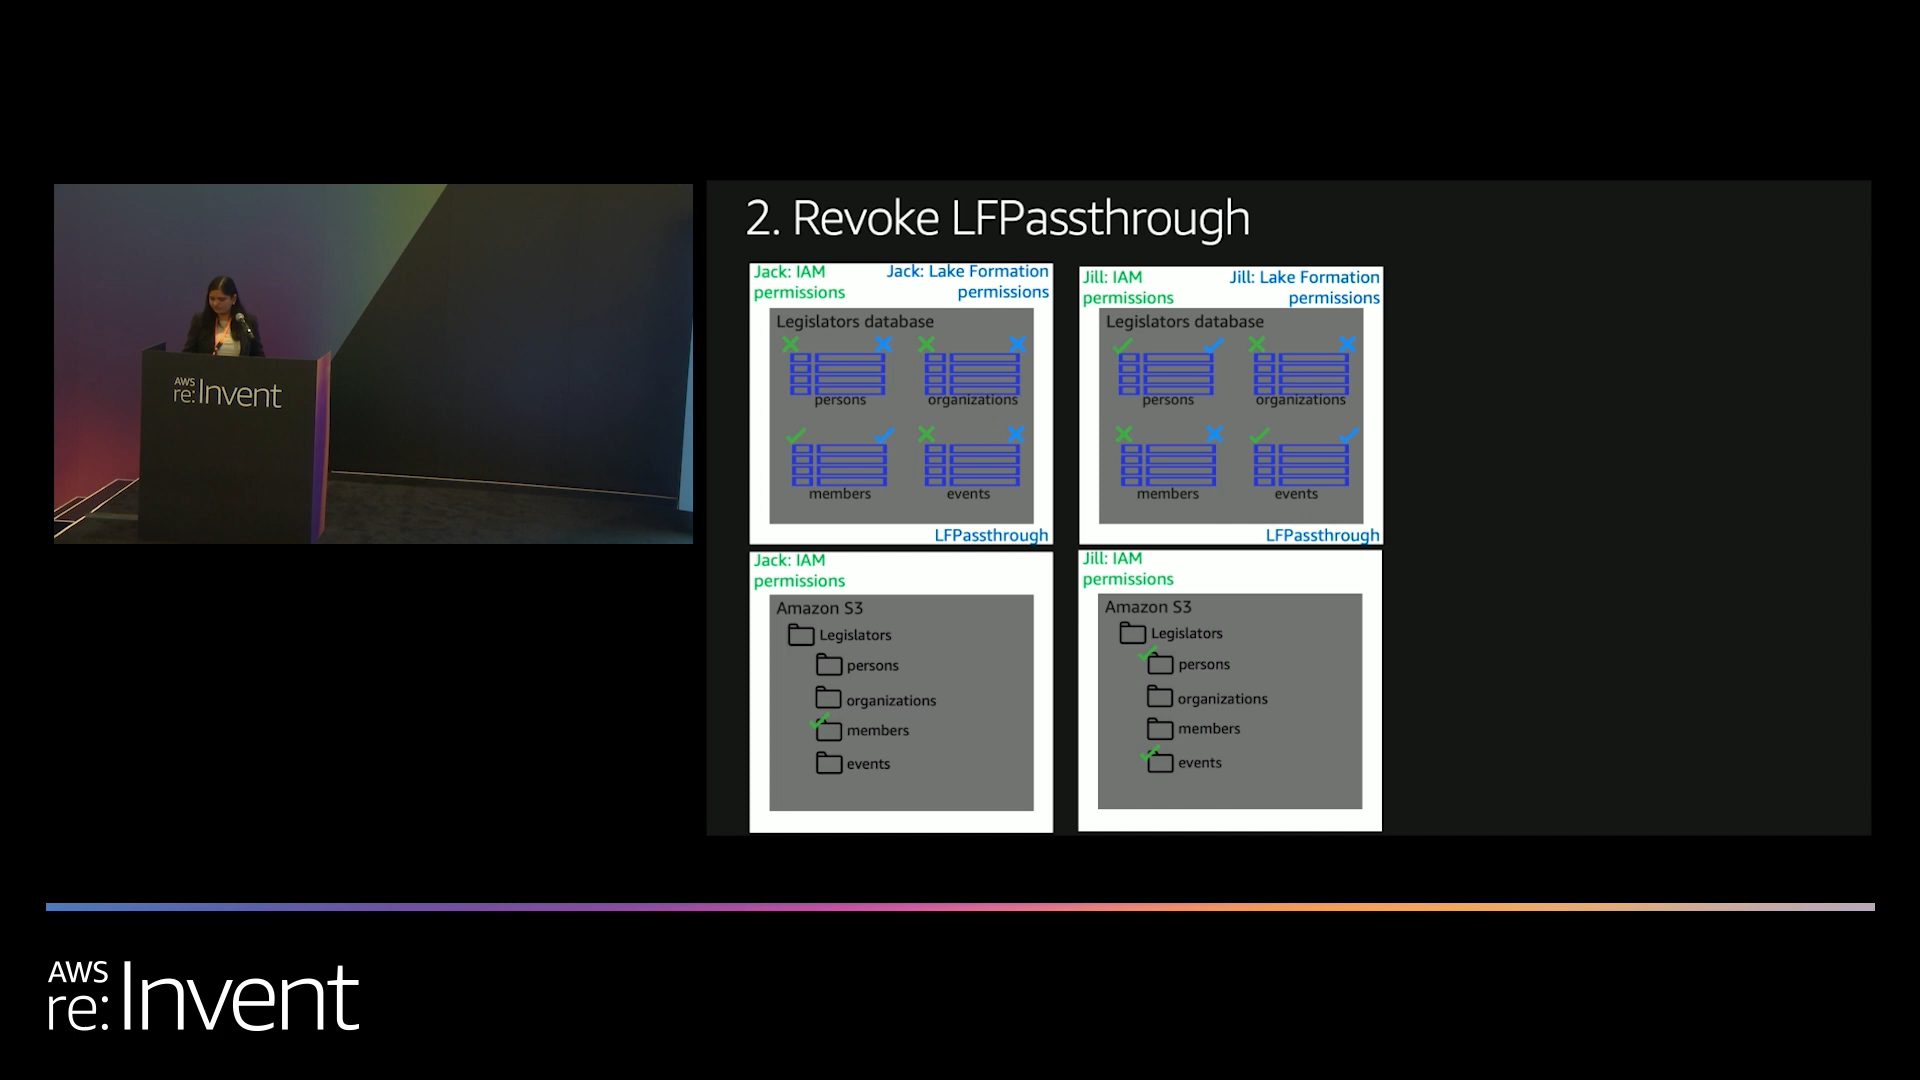 AWS
re:Invent
2. Revoke LFPassthrough
Jack: IAM
permissions
Jack: Lake Formation
permissions
Legislators database
persons
organizations
members
events
LFPassthrough
Jill: IAM
permissions
Jill: Lake Formation
permissions
Legislators database
persons
organizations
members
events
LFPassthrough
Jack: IAM
permissions
Amazon S3
Legislators
persons
organizations
members
events
Jill: IAM
permissions
Amazon S3
Legislators
persons
organizations
members
events
AWS
re:Invent